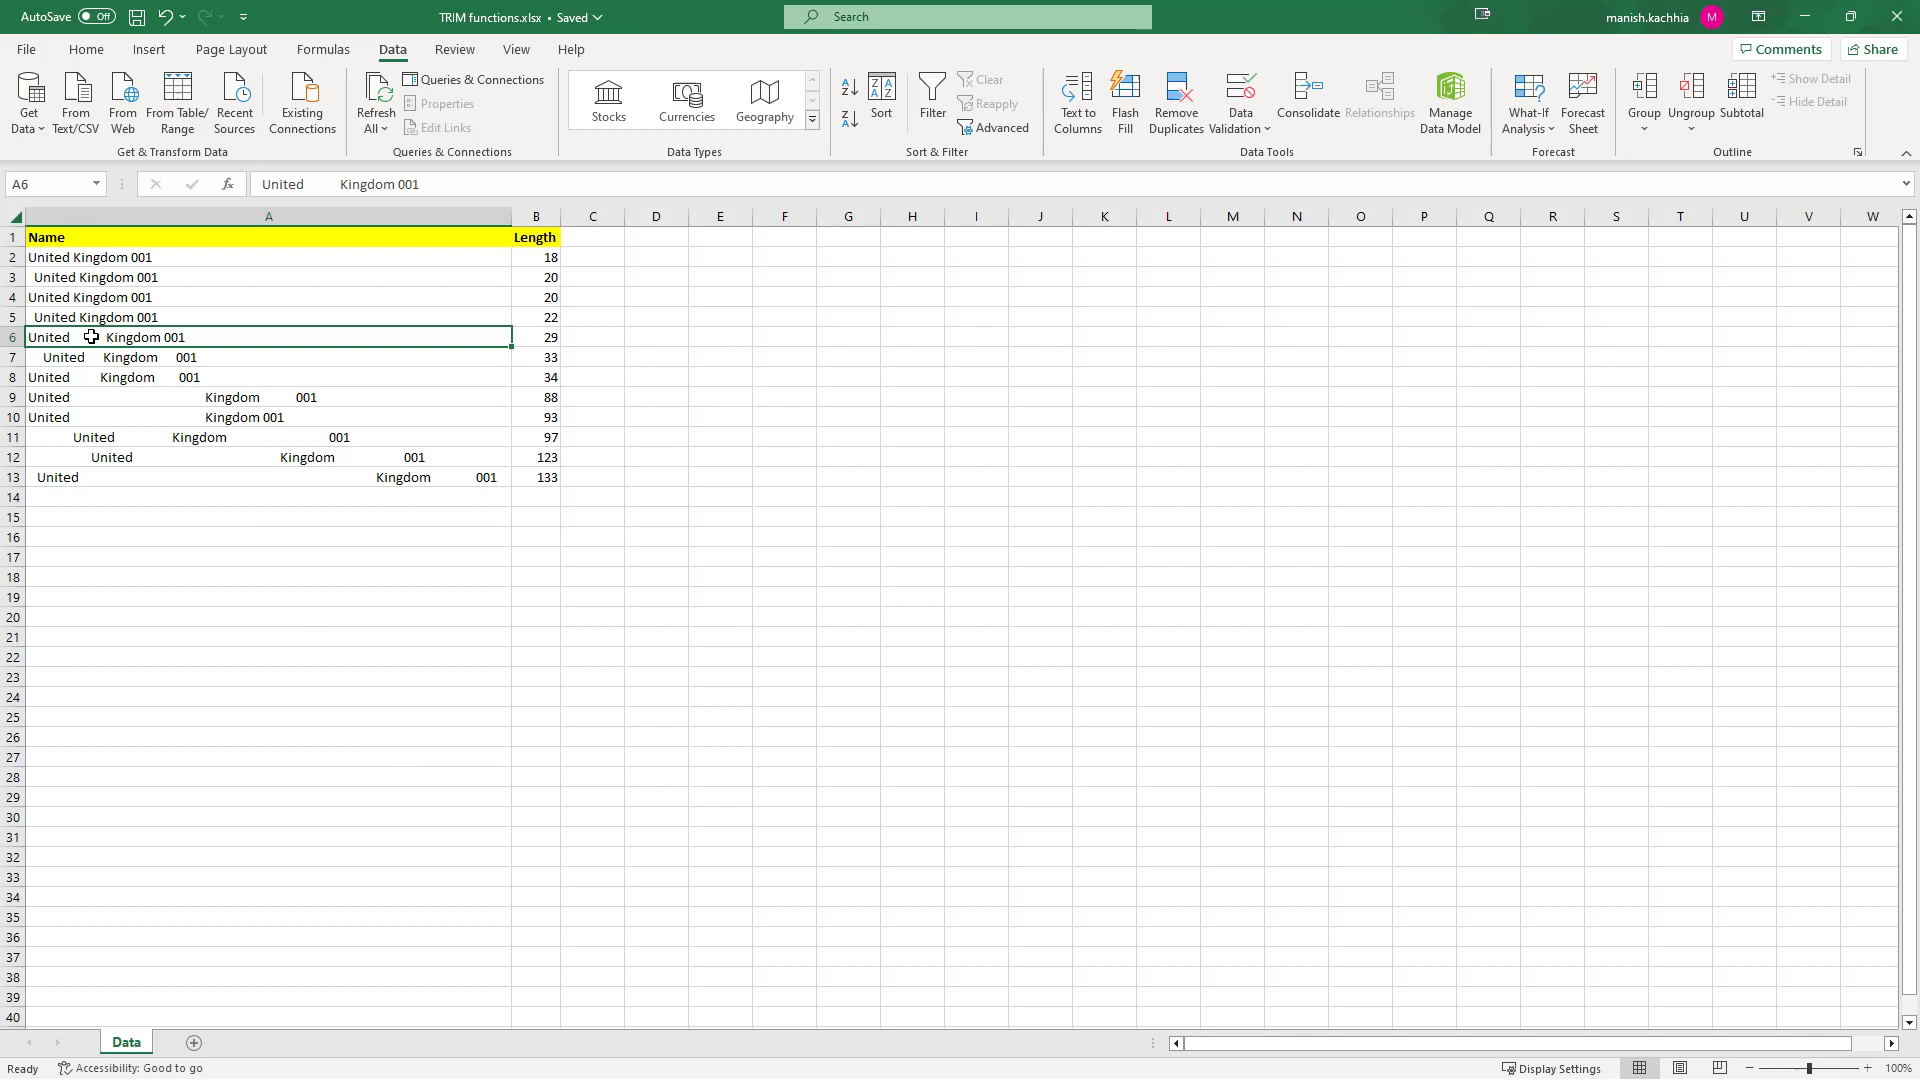 AutoSave Off TRIM functions.xlsx • Saved Search manish.kachhia M
File Home Insert Page Layout Formulas Data Review View Help Comments Share
Get Data From Text/CSV From Web From Table/ Range Recent Sources Existing Connections
Get & Transform Data
Refresh All Queries & Connections
Properties
Edit Links
Queries & Connections
Stocks Currencies Geography
Data Types
Sort Filter Clear
Reapply
Advanced
Sort & Filter
Text to Columns Flash Fill Remove Duplicates Data Validation Consolidate Relationships Manage Data Model
Data Tools
What-If Analysis Forecast Sheet
Forecast
Group Ungroup Subtotal Show Detail
Hide Detail
Outline
A6 fx United Kingdom 001
A B C D E F G H I J K L M N O P Q R S T U V W
1 Name Length
2 United Kingdom 001 18
3 United Kingdom 001 20
4 United Kingdom 001 20
5 United Kingdom 001 22
6 United Kingdom 001 29
7 United Kingdom 001 33
8 United Kingdom 001 34
9 United Kingdom 001 88
10 United Kingdom 001 93
11 United Kingdom 001 97
12 United Kingdom 001 123
13 United Kingdom 001 133
14
15
16
17
18
19
20
21
22
23
24
25
26
27
28
29
30
31
32
33
34
35
36
37
38
39
40
Data
Ready Accessibility: Good to go Display Settings 100%